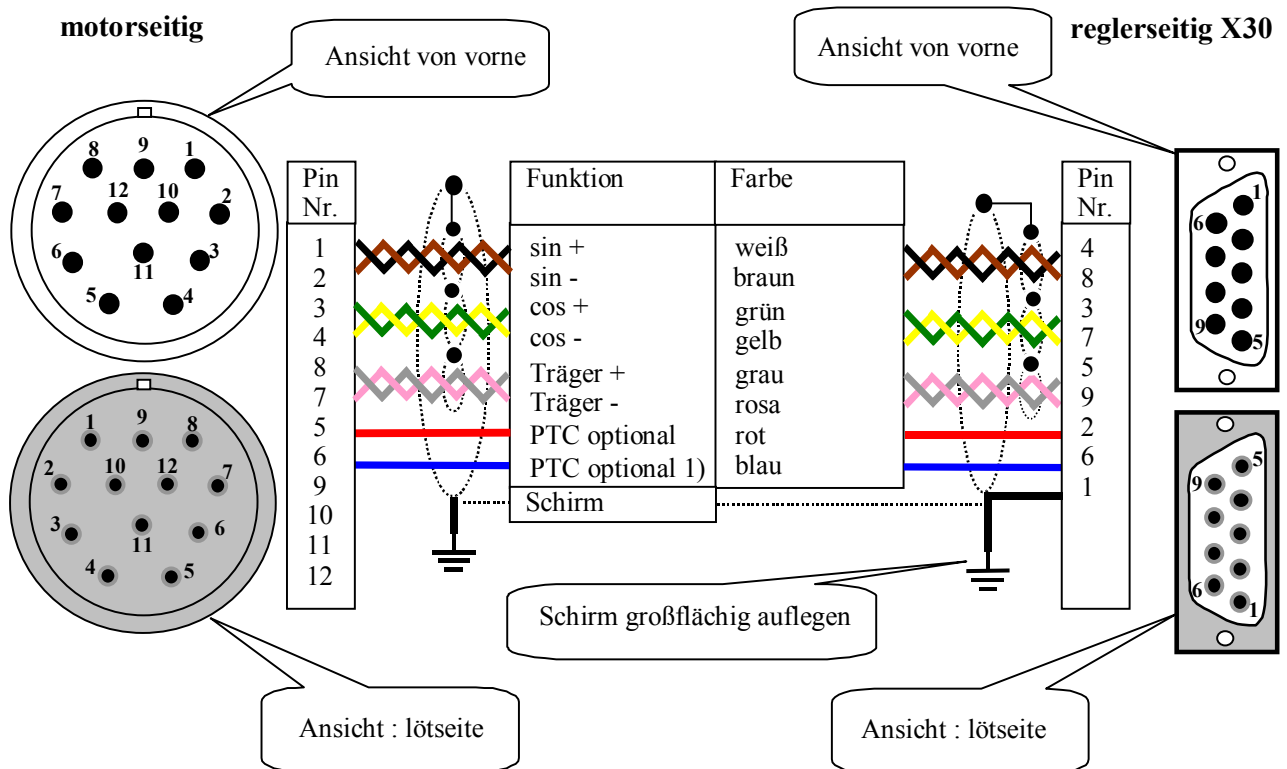 motorseitig
reglerseitig X30
Ansicht von vorne
Ansicht von vorne
8 9 1
7 12 10 2
6 11 3
5 4
1 9 8
2 10 12 7
3 11 6
4 5
Pin
Nr.
1
2
3
4
8
7
5
6
9
10
11
12
Funktion
sin +
sin -
cos +
cos -
Träger +
Träger -
PTC optional
PTC optional 1)
Schirm
Farbe
weiß
braun
grün
gelb
grau
rosa
rot
blau
Pin
Nr.
4
8
3
7
5
9
2
6
1
1
6
9
5
5
9
6
1
Schirm großflächig auflegen
Ansicht : lötseite
Ansicht : lötseite